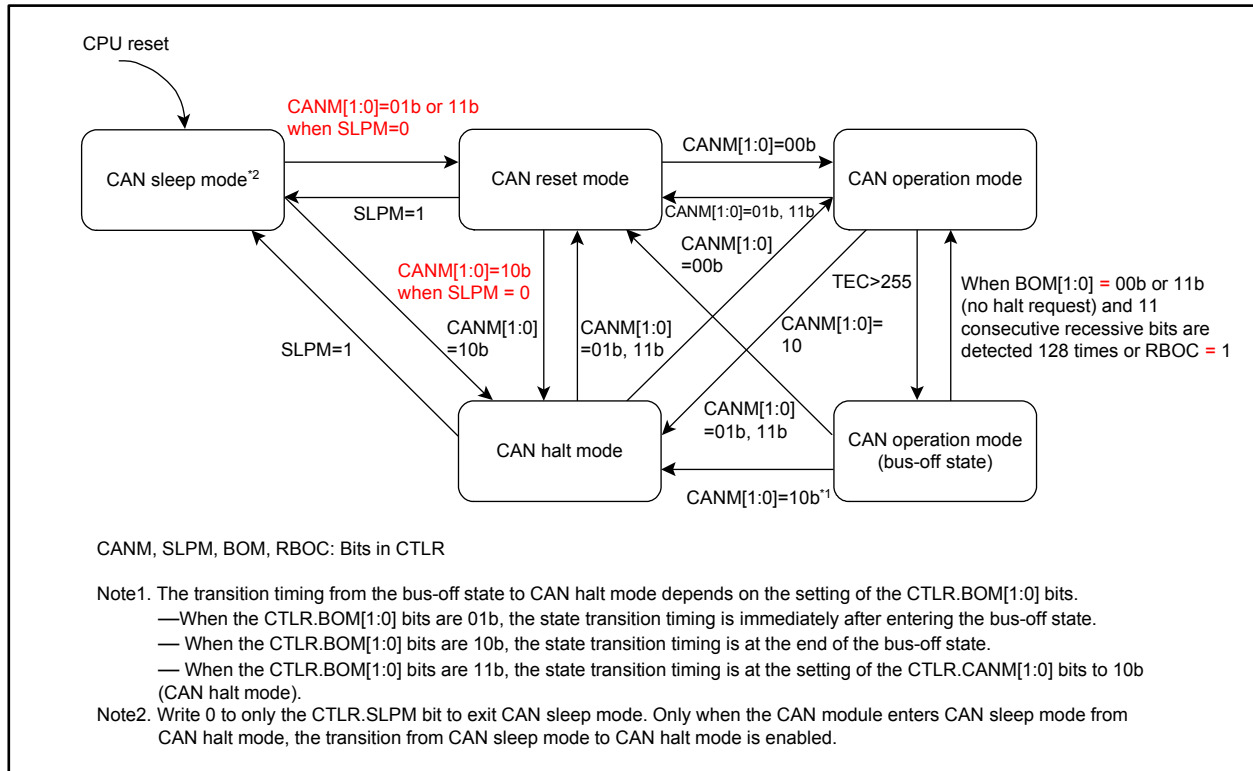 CPU reset
CANM[1:0]=01b or 11b
when SLPM=0
CAN sleep mode*2
SLPM=1
CAN reset mode
CANM[1:0]=00b
CANM[1:0]=01b, 11b
CAN operation mode
CANM[1:0]=10b
when SLPM = 0
CANM[1:0]
=10b
CANM[1:0]
=01b, 11b
CANM[1:0]
=00b
TEC>255
CANM[1:0]=
10
When BOM[1:0] = 00b or 11b
(no halt request) and 11
consecutive recessive bits are
detected 128 times or RBOC = 1
SLPM=1
CANM[1:0]
=01b, 11b
CAN halt mode
CAN operation mode
(bus-off state)
CANM[1:0]=10b*1
CANM, SLPM, BOM, RBOC: Bits in CTLR
Note1. The transition timing from the bus-off state to CAN halt mode depends on the setting of the CTLR.BOM[1:0] bits.
—When the CTLR.BOM[1:0] bits are 01b, the state transition timing is immediately after entering the bus-off state.
— When the CTLR.BOM[1:0] bits are 10b, the state transition timing is at the end of the bus-off state.
— When the CTLR.BOM[1:0] bits are 11b, the state transition timing is at the setting of the CTLR.CANM[1:0] bits to 10b
(CAN halt mode).
Note2. Write 0 to only the CTLR.SLPM bit to exit CAN sleep mode. Only when the CAN module enters CAN sleep mode from
CAN halt mode, the transition from CAN sleep mode to CAN halt mode is enabled.